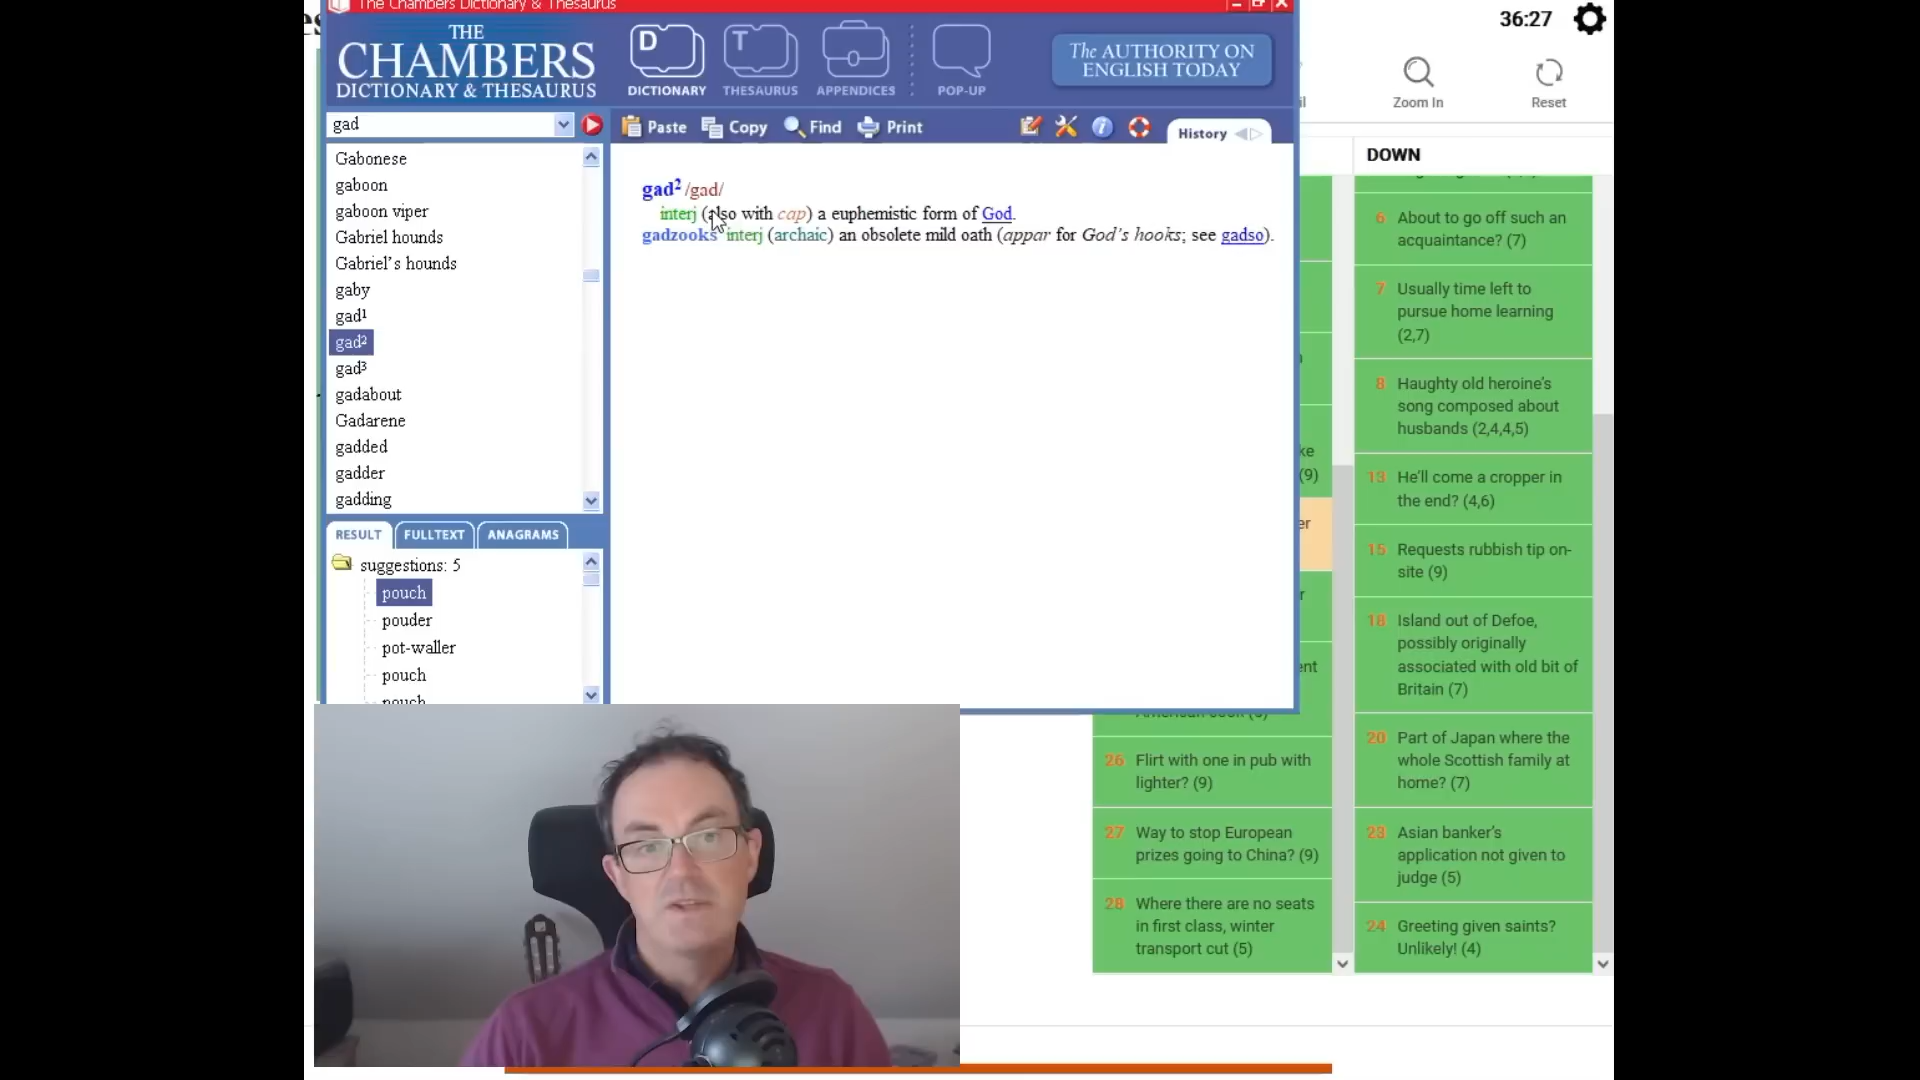 The Chambers Dictionary & Thesaurus
THE
CHAMBERS
DICTIONARY & THESAURUS
D
DICTIONARY
T
THESAURUS
APPENDICES
POP-UP
The AUTHORITY ON
ENGLISH TODAY
36:27
Zoom In
Reset
gad
Paste
Copy
Find
Print
History
Gabonese
gaboon
gaboon viper
Gabriel hounds
Gabriel's hounds
gaby
gad¹
gad²
gad³
gadabout
Gadarene
gadded
gadder
gadding
RESULT
FULLTEXT
ANAGRAMS
suggestions: 5
pouch
pouder
pot-waller
pouch
pouch
gad² /gad/
interj (also with cap) a euphemistic form of God.
gadzooks interj (archaic) an obsolete mild oath (appar for God's hooks; see gadso).
ke
(9)
er
r
ent
26 Flirt with one in pub with
lighter? (9)
27 Way to stop European
prizes going to China? (9)
28 Where there are no seats
in first class, winter
transport cut (5)
DOWN
6 About to go off such an
acquaintance? (7)
7 Usually time left to
pursue home learning
(2,7)
8 Haughty old heroine's
song composed about
husbands (2,4,4,5)
13 He'll come a cropper in
the end? (4,6)
15 Requests rubbish tip on-
site (9)
18 Island out of Defoe,
possibly originally
associated with old bit of
Britain (7)
20 Part of Japan where the
whole Scottish family at
home? (7)
23 Asian banker's
application not given to
judge (5)
24 Greeting given saints?
Unlikely! (4)